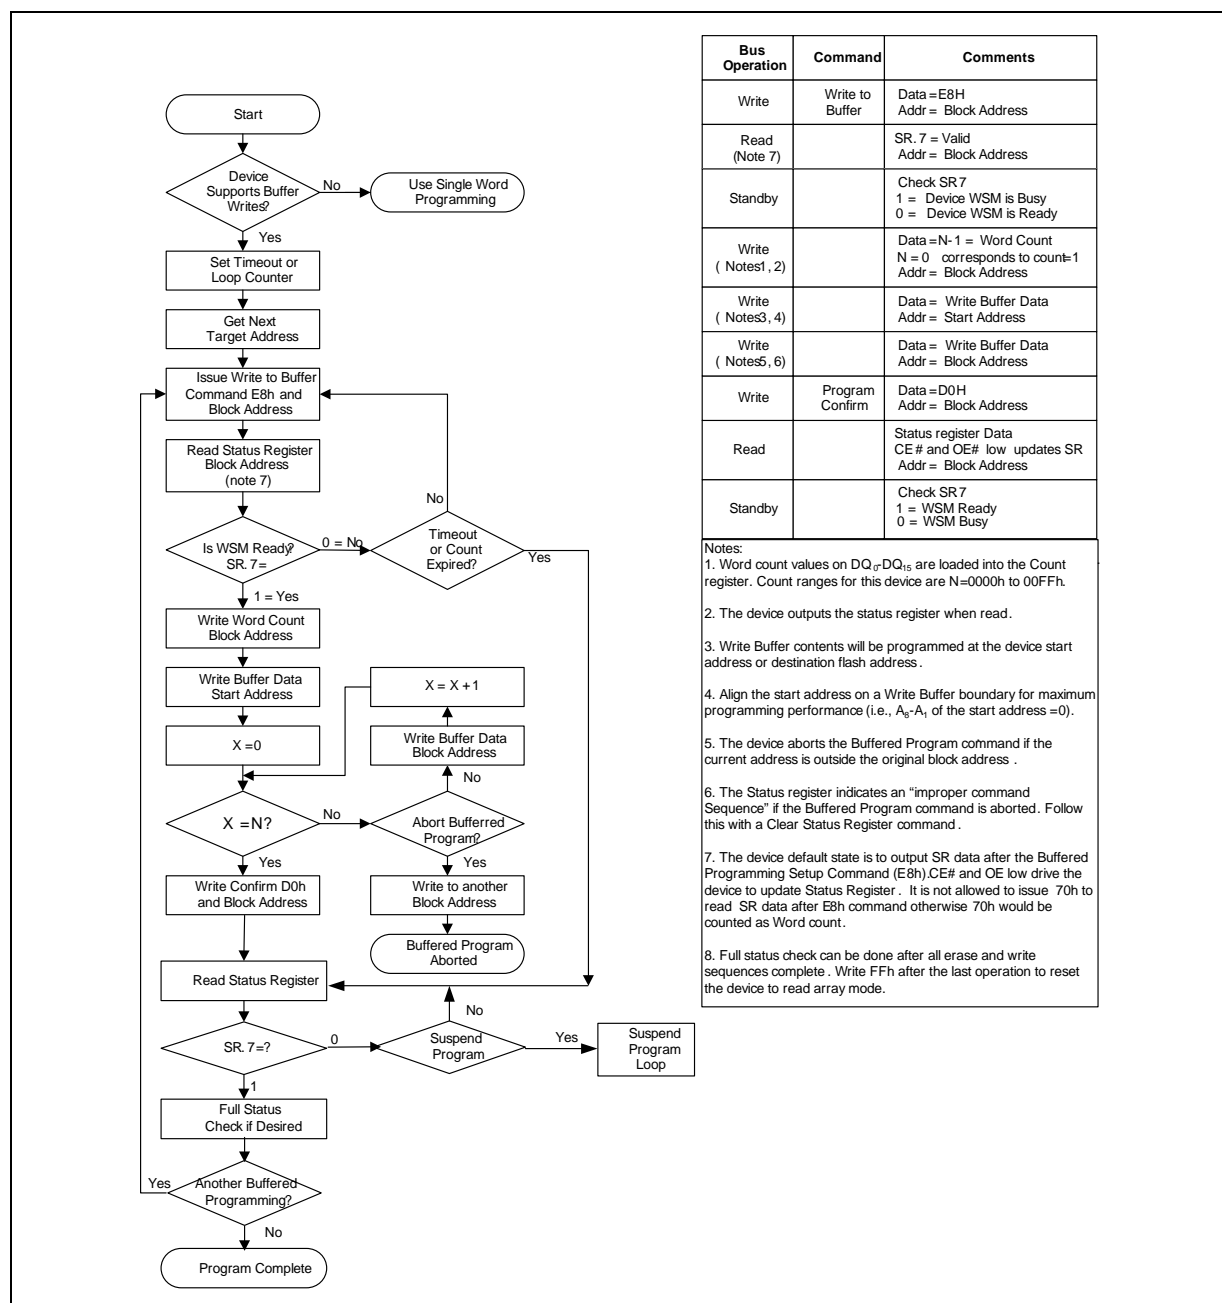 Start
Device
Supports Buffer
Writes?
No
Use Single Word
Programming
Yes
Set Timeout or
Loop Counter
Get Next
Target Address
Issue Write to Buffer
Command E8h and
Block Address
Read Status Register
Block Address
(note 7)
No
Is WSM Ready?
SR. 7=
0 = No
Timeout
or Count
Expired?
Yes
1 = Yes
Write Word Count
Block Address
Write Buffer Data
Start Address
X = X + 1
X =0
Write Buffer Data
Block Address
No
X =N?
No
Abort Bufferred
Program?
Yes
Yes
Write Confirm D0h
and Block Address
Write to another
Block Address
Buffered Program
Aborted
Read Status Register
No
SR. 7=?
0
Suspend
Program
Yes
Suspend
Program
Loop
1
Full Status
Check if Desired
Yes
Another Buffered
Programming?
No
Program Complete
Bus
Operation
Command
Comments
Write
Write to
Buffer
Data =E8H
Addr = Block Address
Read
(Note 7)
SR. 7 = Valid
Addr = Block Address
Standby
Check SR7
1 = Device WSM is Busy
0 = Device WSM is Ready
Write
( Notes1, 2)
Data =N- 1 = Word Count
N = 0 corresponds to count=1
Addr = Block Address
Write
( Notes3, 4)
Data = Write Buffer Data
Addr = Start Address
Write
( Notes5, 6)
Data = Write Buffer Data
Addr = Block Address
Write
Program
Confirm
Data =D0H
Addr = Block Address
Read
Status register Data
CE # and OE# low updates SR
Addr = Block Address
Standby
Check SR7
1 = WSM Ready
0 = WSM Busy
Notes:
1. Word count values on DQ0-DQ15 are loaded into the Count
register. Count ranges for this device are N=0000h to 00FFh.
2. The device outputs the status register when read.
3. Write Buffer contents will be programmed at the device start
address or destination flash address.
4. Align the start address on a Write Buffer boundary for maximum
programming performance (i.e., A8-A1 of the start address =0).
5. The device aborts the Buffered Program command if the
current address is outside the original block address .
6. The Status register indicates an “improper command
Sequence” if the Buffered Program command is aborted. Follow
this with a Clear Status Register command .
7. The device default state is to output SR data after the Buffered
Programming Setup Command (E8h).CE# and OE low drive the
device to update Status Register . It is not allowed to issue 70h to
read SR data after E8h command otherwise 70h would be
counted as Word count.
8. Full status check can be done after all erase and write
sequences complete . Write FFh after the last operation to reset
the device to read array mode.